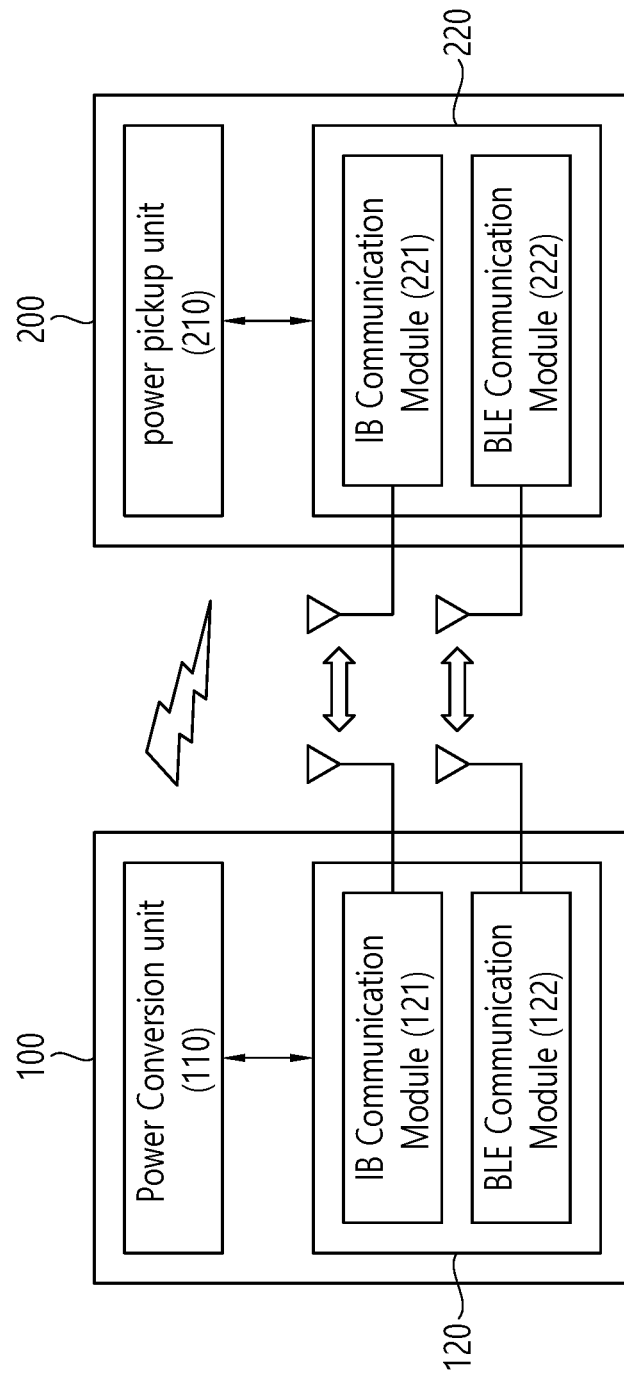 100
Power Conversion unit
(110)
IB Communication
Module (121)
BLE Communication
Module (122)
120
200
power pickup unit
(210)
IB Communication
Module (221)
BLE Communication
Module (222)
220